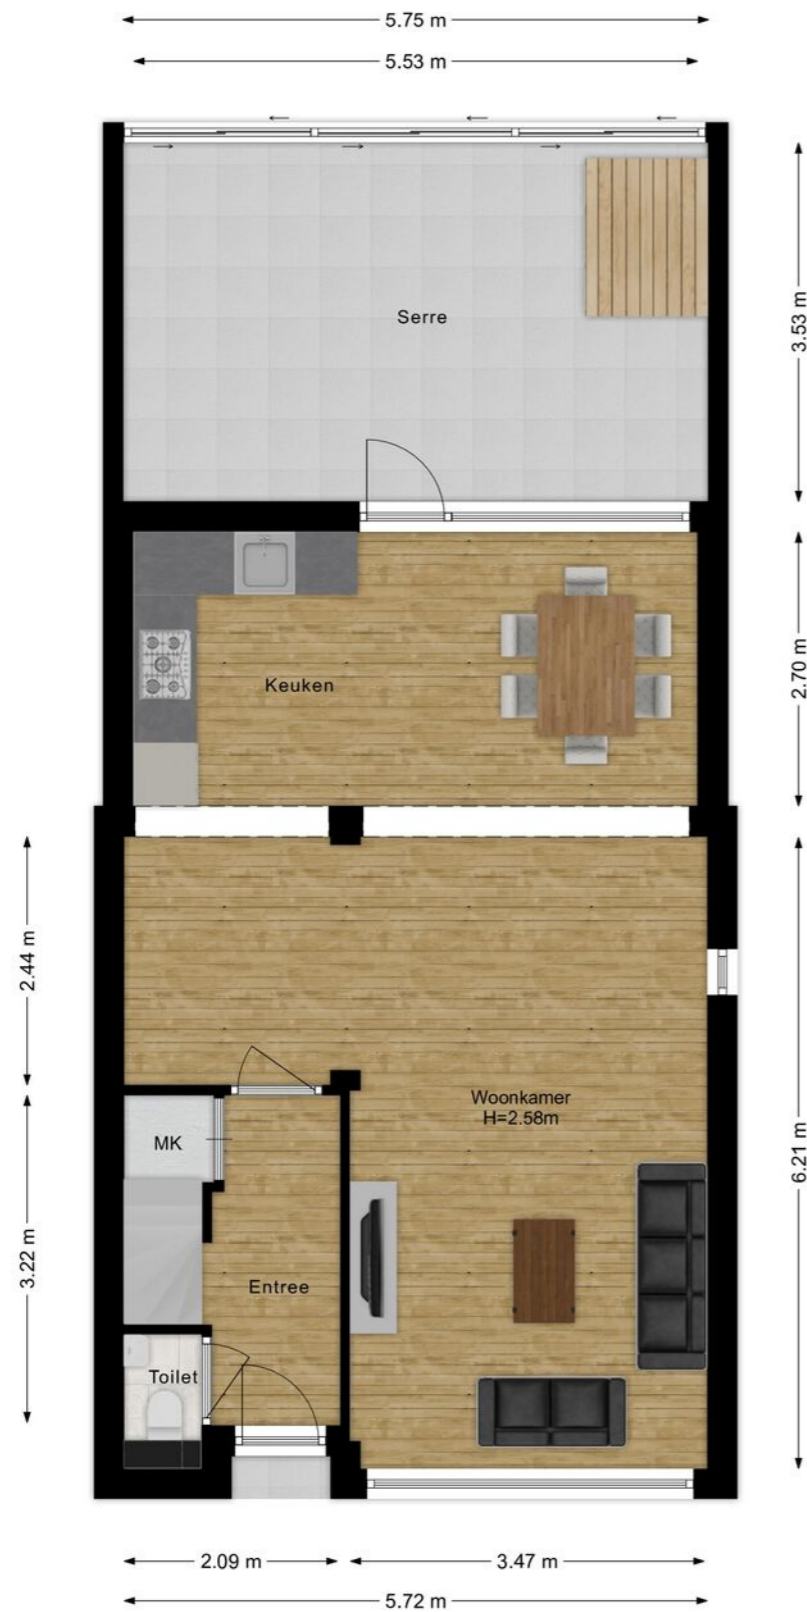 5.75 m
5.53 m
3.53 m
Serre
2.70 m
Keuken
2.44 m
6.21 m
Woonkamer
H=2.58m
MK
3.22 m
Entree
Toilet
2.09 m
3.47 m
5.72 m